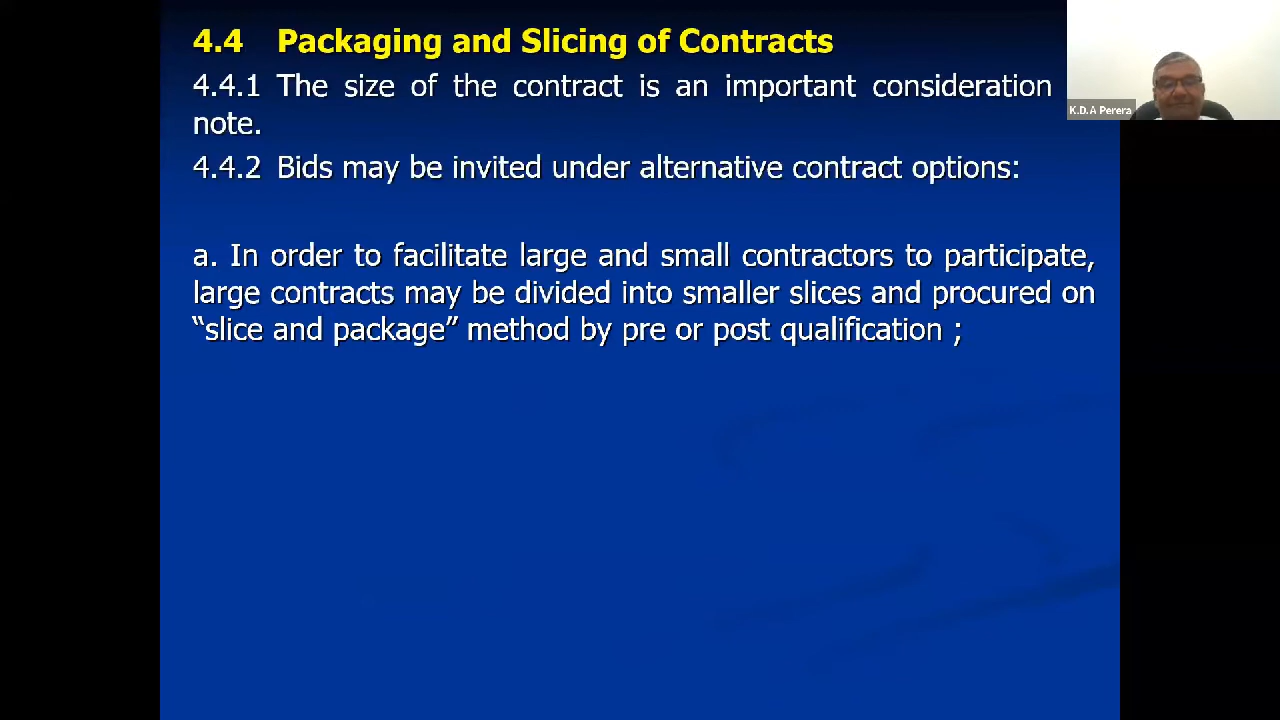 4.4 Packaging and Slicing of Contracts
4.4.1 The size of the contract is an important consideration
note.
4.4.2 Bids may be invited under alternative contract options:
a. In order to facilitate large and small contractors to participate,
large contracts may be divided into smaller slices and procured on
“slice and package” method by pre or post qualification ;
K.D.A Perera